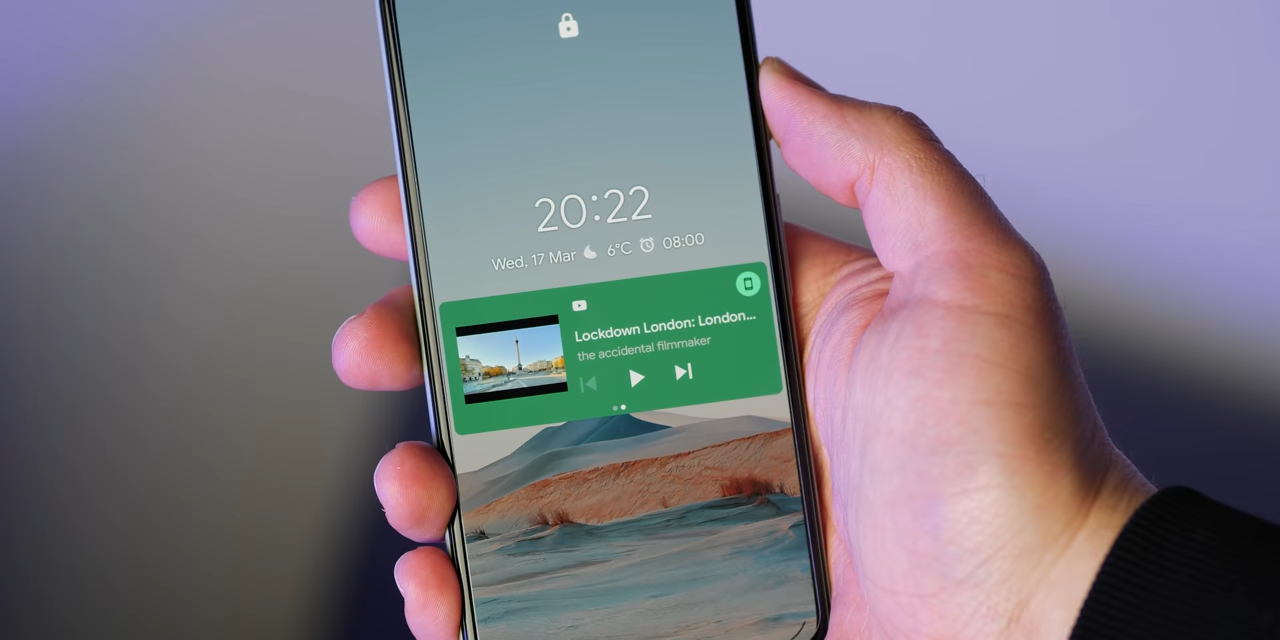 20:22
Wed, 17 Mar 6°C 08:00
Lockdown London: London...
the accidental filmmaker